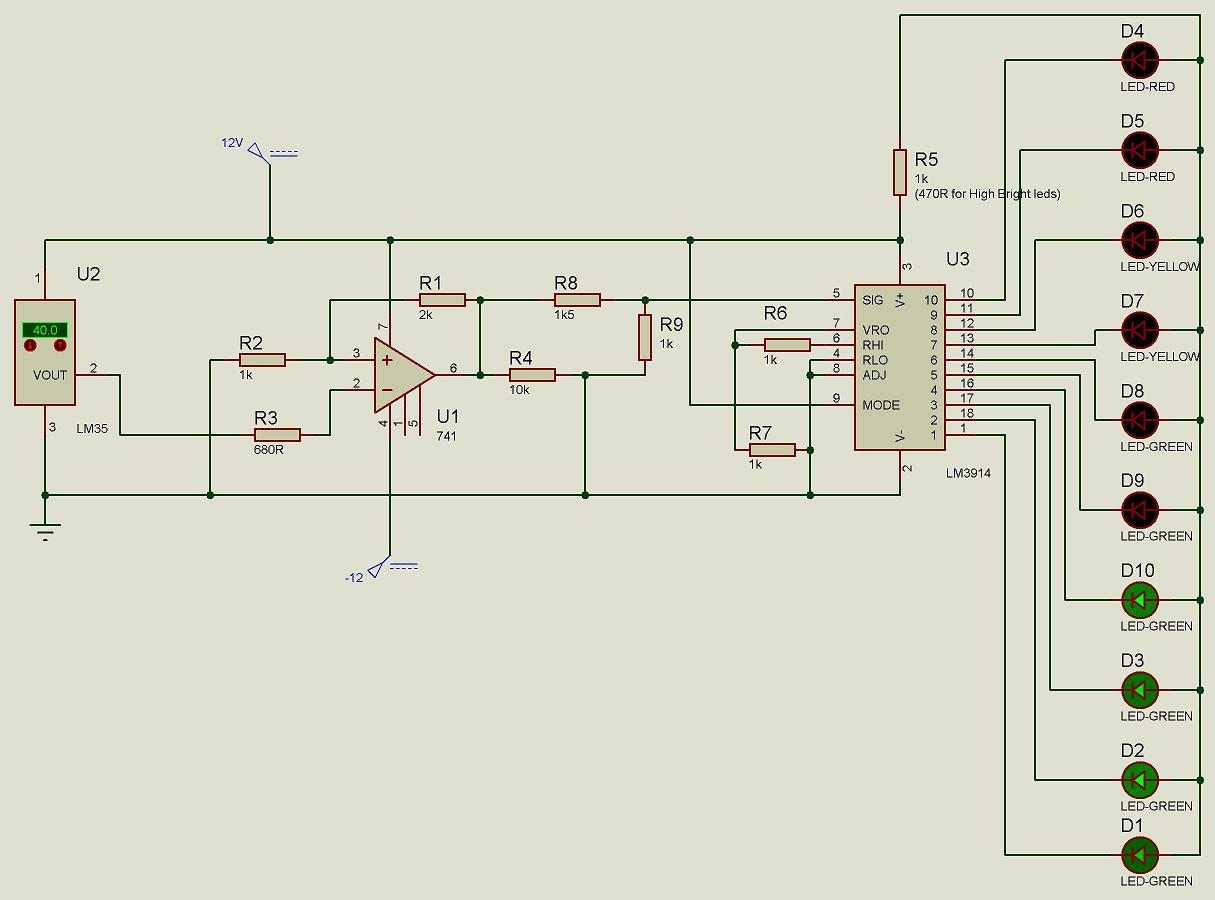 12V
U2
1
40.0
VOUT
2
3
LM35
R2
1k
R3
680R
R1
2k
7
3
2
6
+
−
4
1
5
U1
741
-12
R8
1k5
R9
1k
R4
10k
R5
1k
(470R for High Bright leds)
R6
1k
R7
1k
U3
3
5 SIG V+ 10 10
9 11
7 VRO 8 12
6 RHI 7 13
4 RLO 6 14
8 ADJ 5 15
4 16
9 MODE 3 17
2 18
V- 1 1
2
LM3914
D4
LED-RED
D5
LED-RED
D6
LED-YELLOW
D7
LED-YELLOW
D8
LED-GREEN
D9
LED-GREEN
D10
LED-GREEN
D3
LED-GREEN
D2
LED-GREEN
D1
LED-GREEN